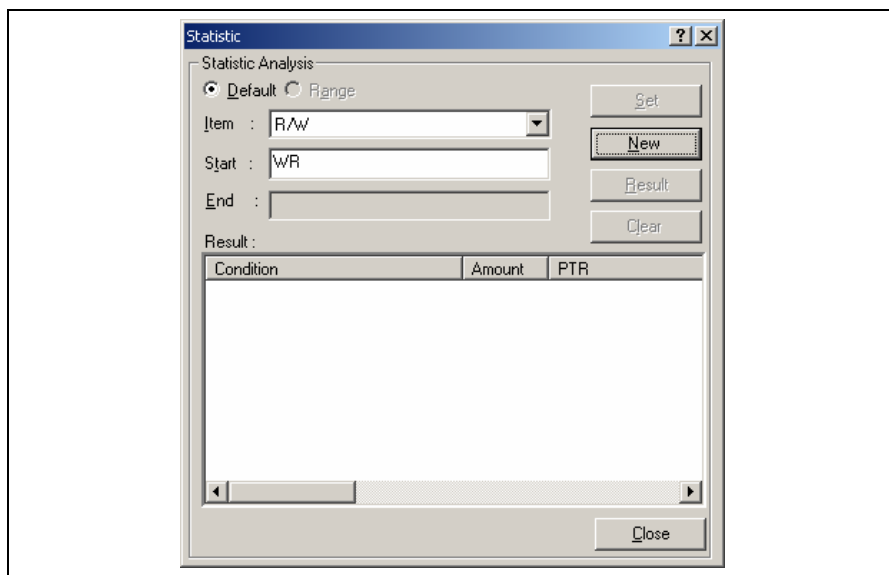 Statistic
Statistic Analysis
Default Range
Set
Item : R/W
New
Start : WR
Result
End :
Clear
Result :
Condition Amount PTR
Close